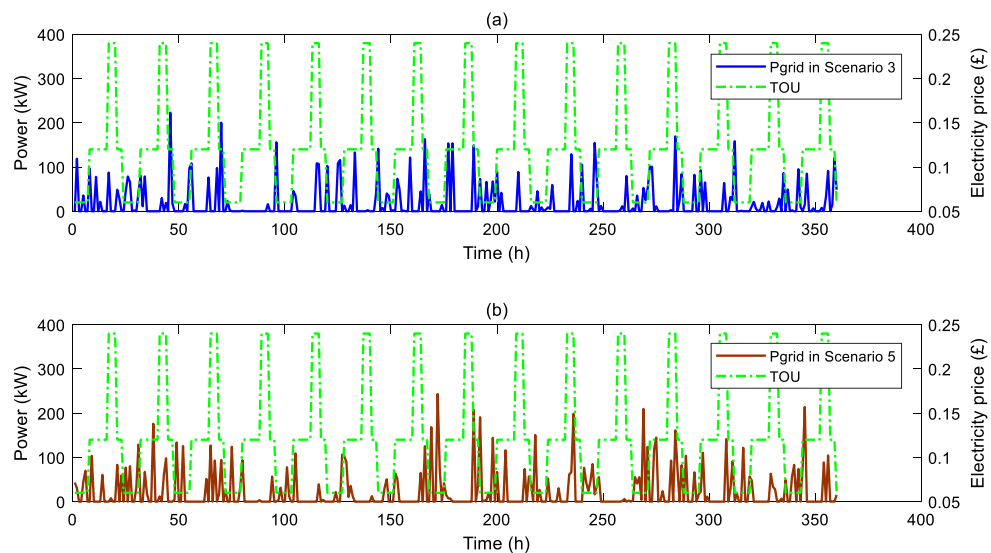 (a)
400
300
200
100
0
Power (kW)
0.25
0.2
0.15
0.1
0.05
Electricity price (£)
Pgrid in Scenario 3
TOU
0 50 100 150 200 250 300 350 400
Time (h)
(b)
400
300
200
100
0
Power (kW)
0.25
0.2
0.15
0.1
0.05
Electricity price (£)
Pgrid in Scenario 5
TOU
0 50 100 150 200 250 300 350 400
Time (h)